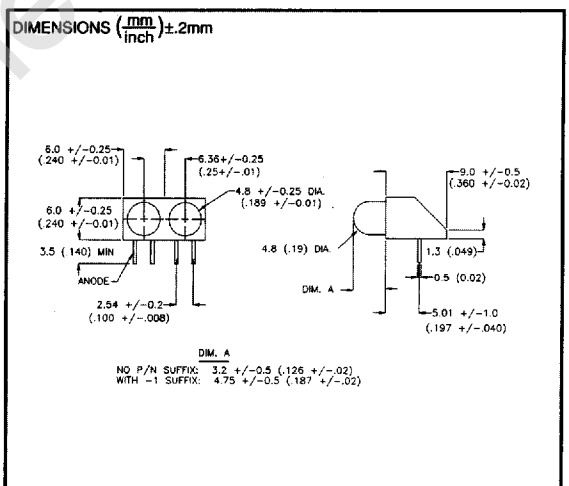 DIMENSIONS (mm/inch)±.2mm
6.0 +/-0.25
(.240 +/-0.01)
6.36+/-0.25
(.25+/-.01)
9.0 +/-0.5
(.360 +/-0.02)
4.8 +/-0.25 DIA.
(.189 +/-0.01)
6.0 +/-0.25
(.240 +/-0.01)
3.5 (.140) MIN
4.8 (.19) DIA.
1.3 (.049)
ANODE
0.5 (0.02)
DIM. A
2.54 +/-0.2
(.100 +/-.008)
5.01 +/-1.0
(.197 +/-.040)
DIM. A
NO P/N SUFFIX: 3.2 +/-0.5 (.126 +/-.02)
WITH -1 SUFFIX: 4.75 +/-0.5 (.187 +/-.02)